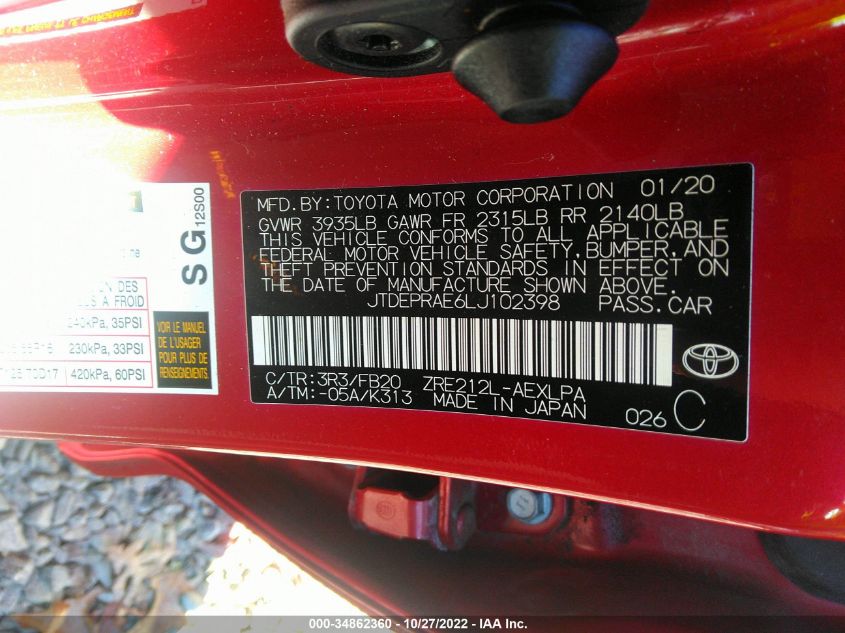 SG
12S00
ON DES
S A FROID
240kPa, 35PSI
230kPa, 33PSI
420kPa, 60PSI
VOIR LE MANUEL
DE L'USAGER
POUR PLUS DE
MFD. BY: TOYOTA MOTOR CORPORATION 01/20
GVWR 3935LB GAWR FR 2315LB RR 2140LB
THIS VEHICLE CONFORMS TO ALL APPLICABLE
FEDERAL MOTOR VEHICLE SAFETY, BUMPER, AND
THEFT PREVENTION STANDARDS IN EFFECT ON
THE DATE OF MANUFACTURE SHOWN ABOVE.
JTDEPRAE6LJ102398 PASS. CAR
C/TR: 3R3/FB20 ZRE212L-AEXLPA
A/TM: -05A/K313 MADE IN JAPAN
026 C
000-34862360 | 10/27/2022 - IAA Inc.